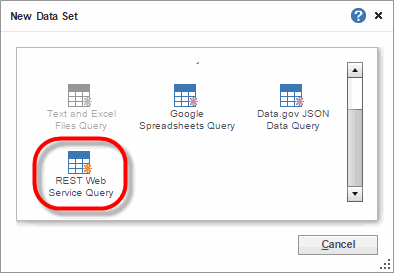 New Data Set
Text and Excel
Files Query
Google
Spreadsheets Query
Data.gov JSON
Data Query
REST Web
Service Query
Cancel